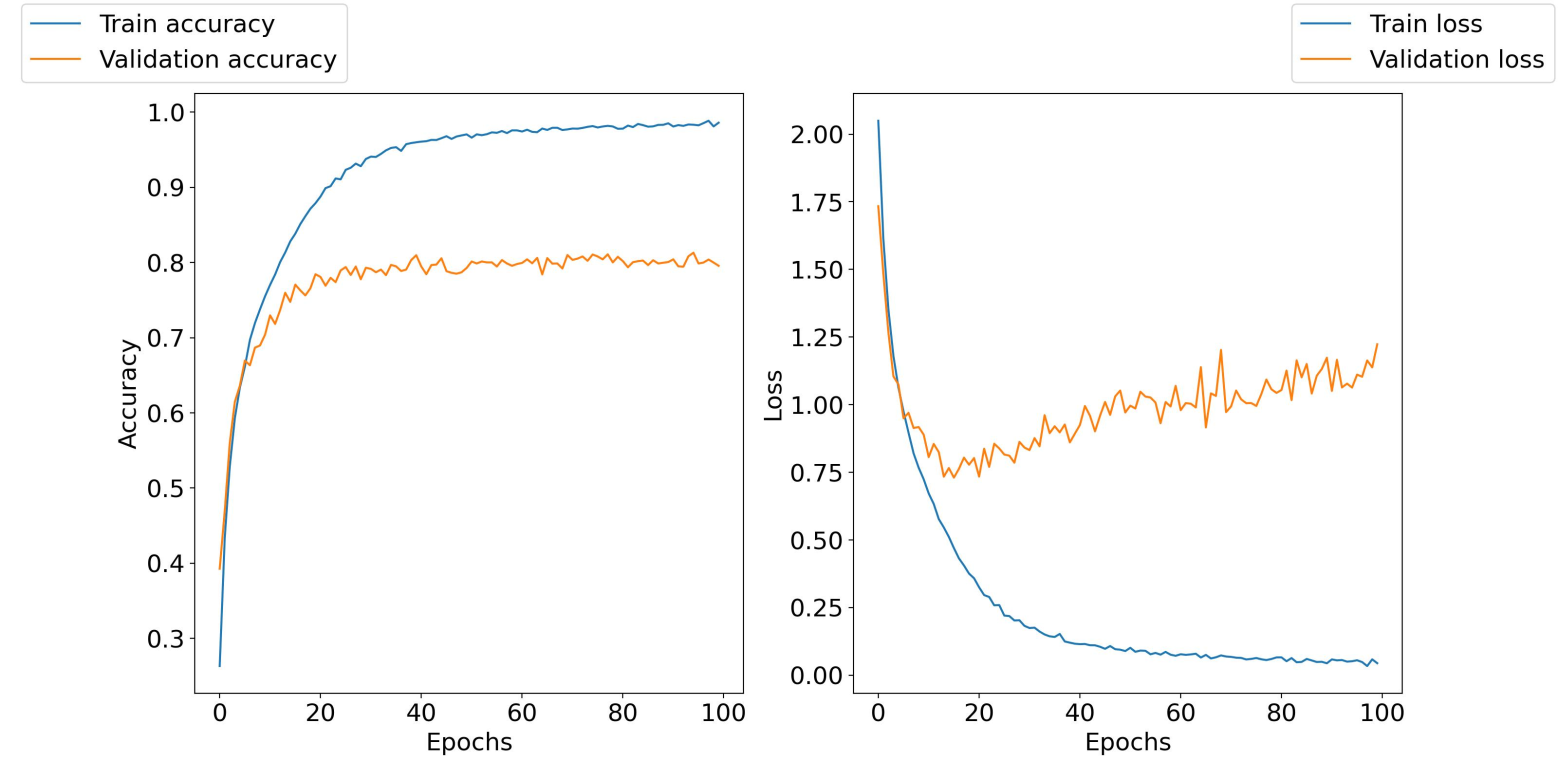 Train accuracy
Validation accuracy
Train loss
Validation loss
1.0
0.9
0.8
0.7
0.6
0.5
0.4
0.3
Accuracy
0 20 40 60 80 100
Epochs
2.00
1.75
1.50
1.25
1.00
0.75
0.50
0.25
0.00
Loss
0 20 40 60 80 100
Epochs